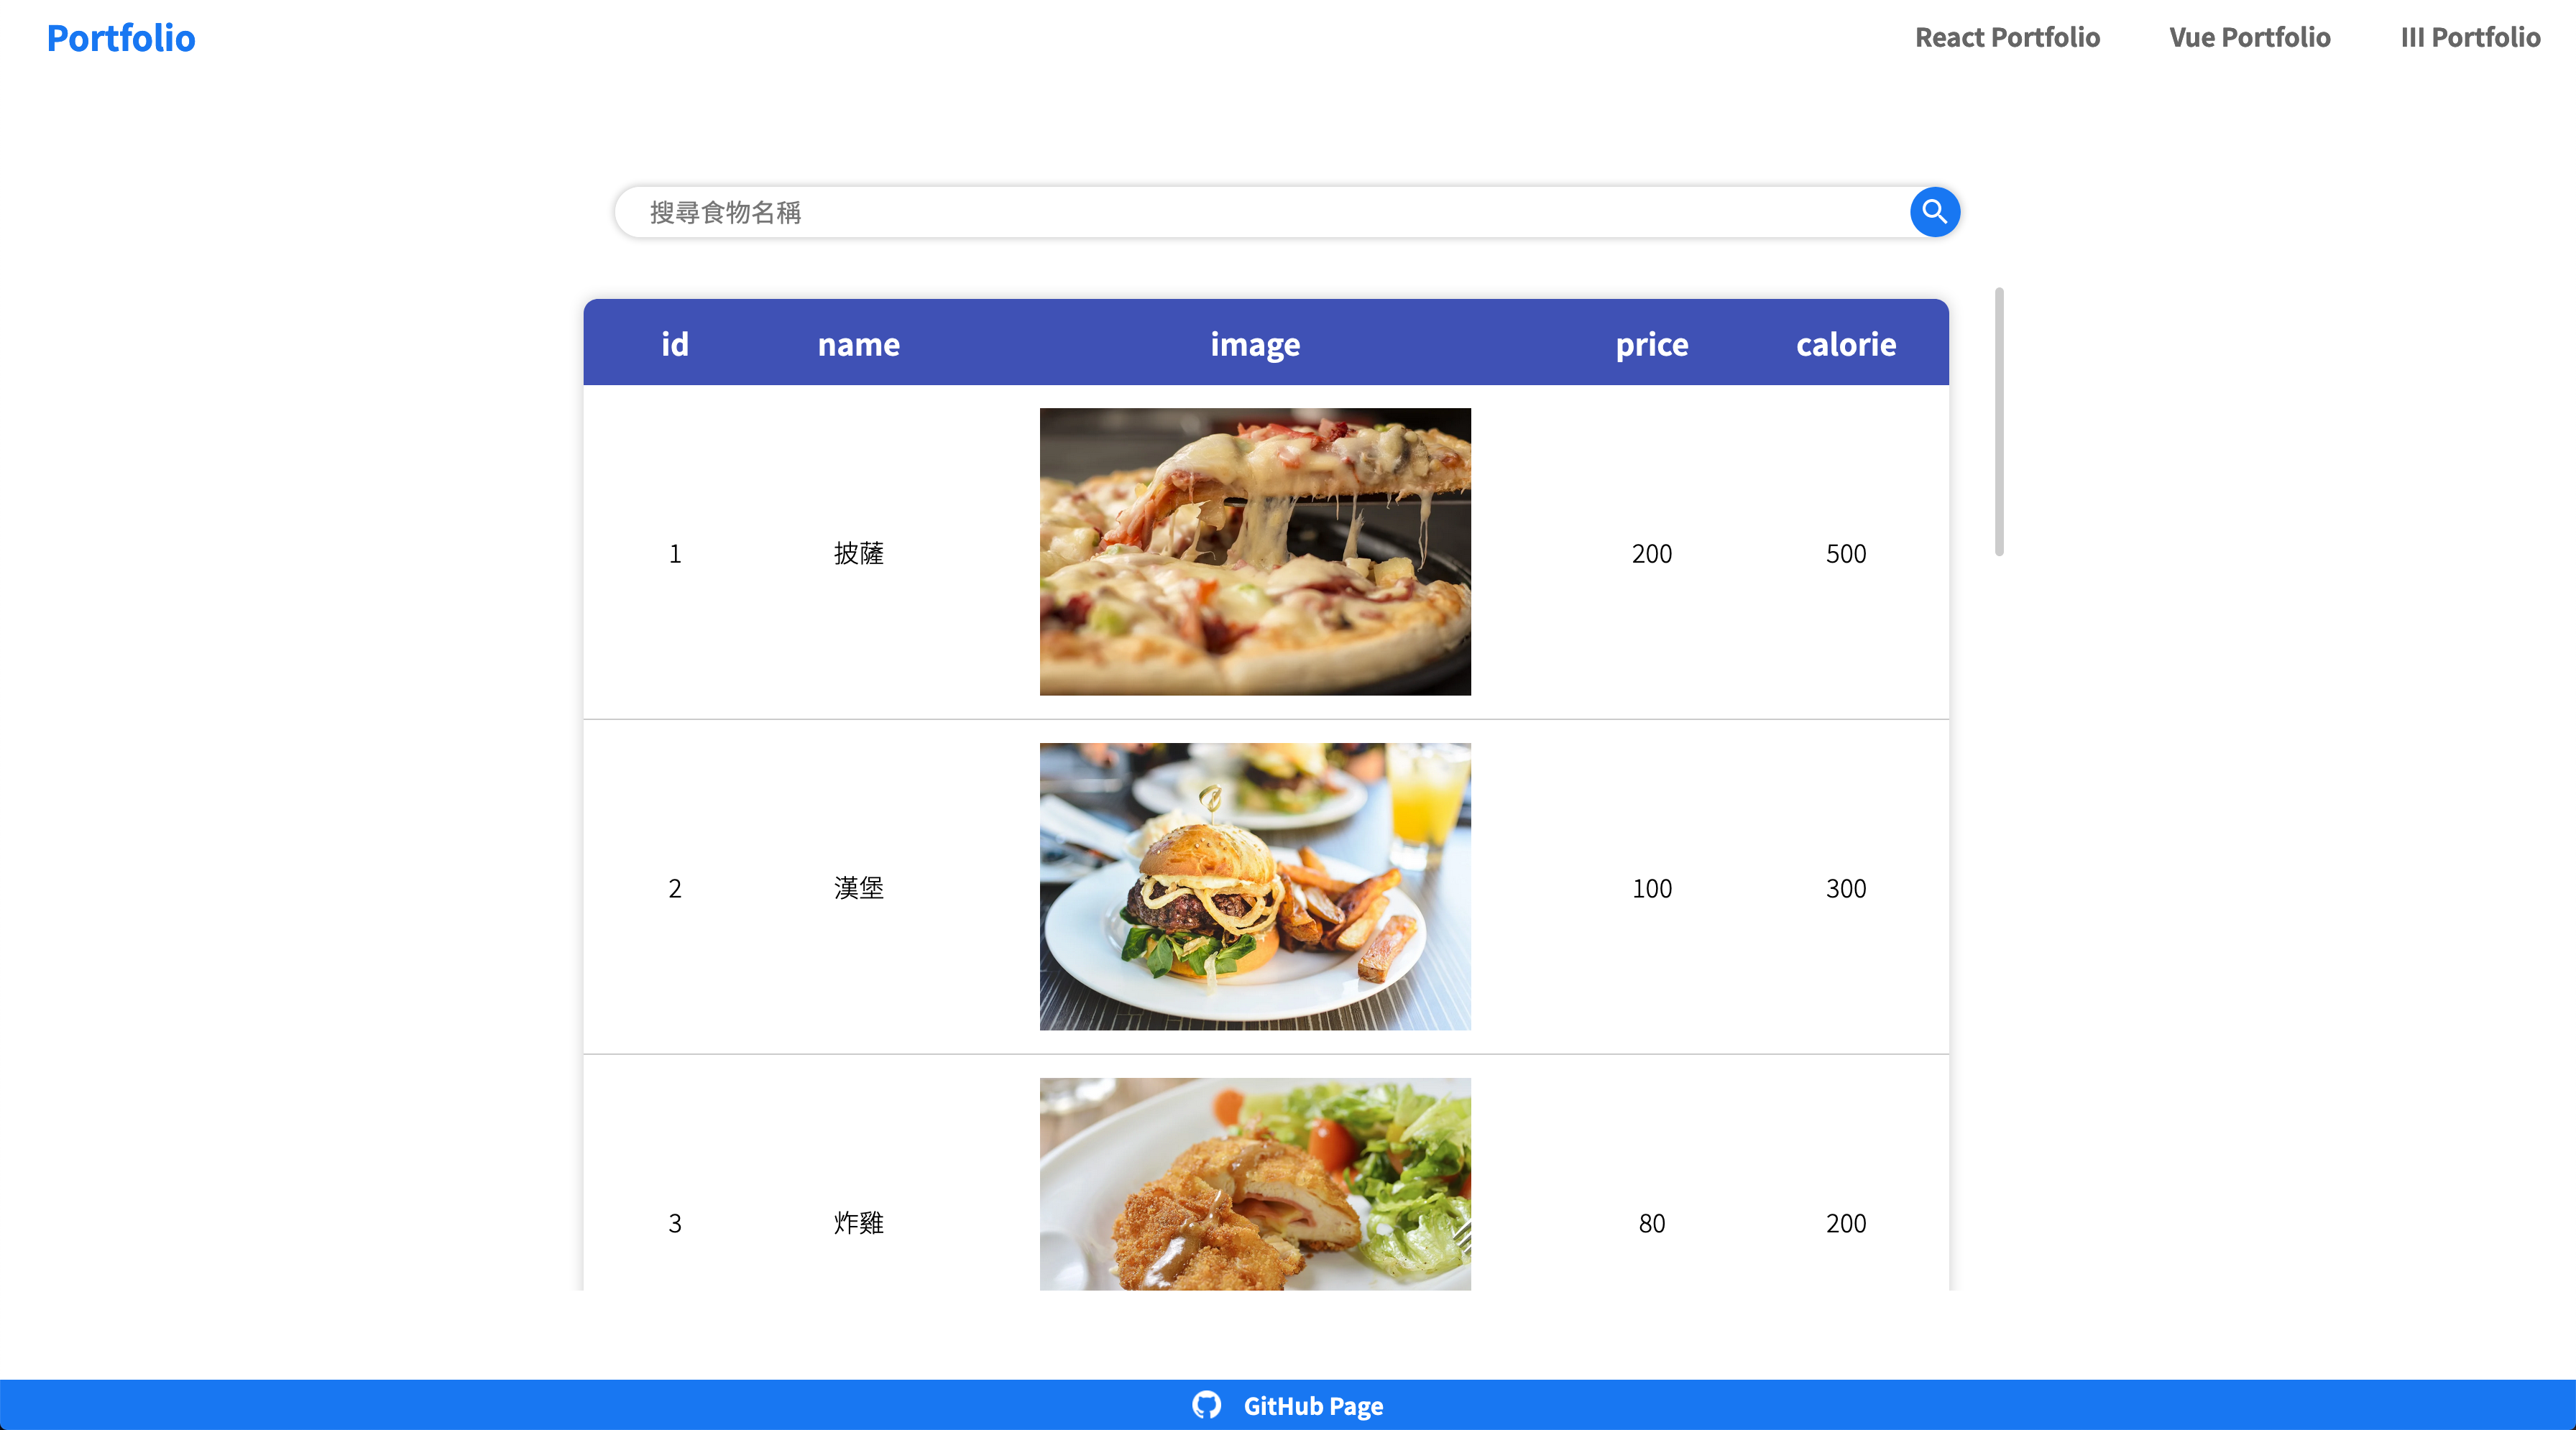 Portfolio
React Portfolio
Vue Portfolio
III Portfolio
搜尋食物名稱
id name image price calorie
1 披薩 200 500
2 漢堡 100 300
3 炸雞 80 200
GitHub Page